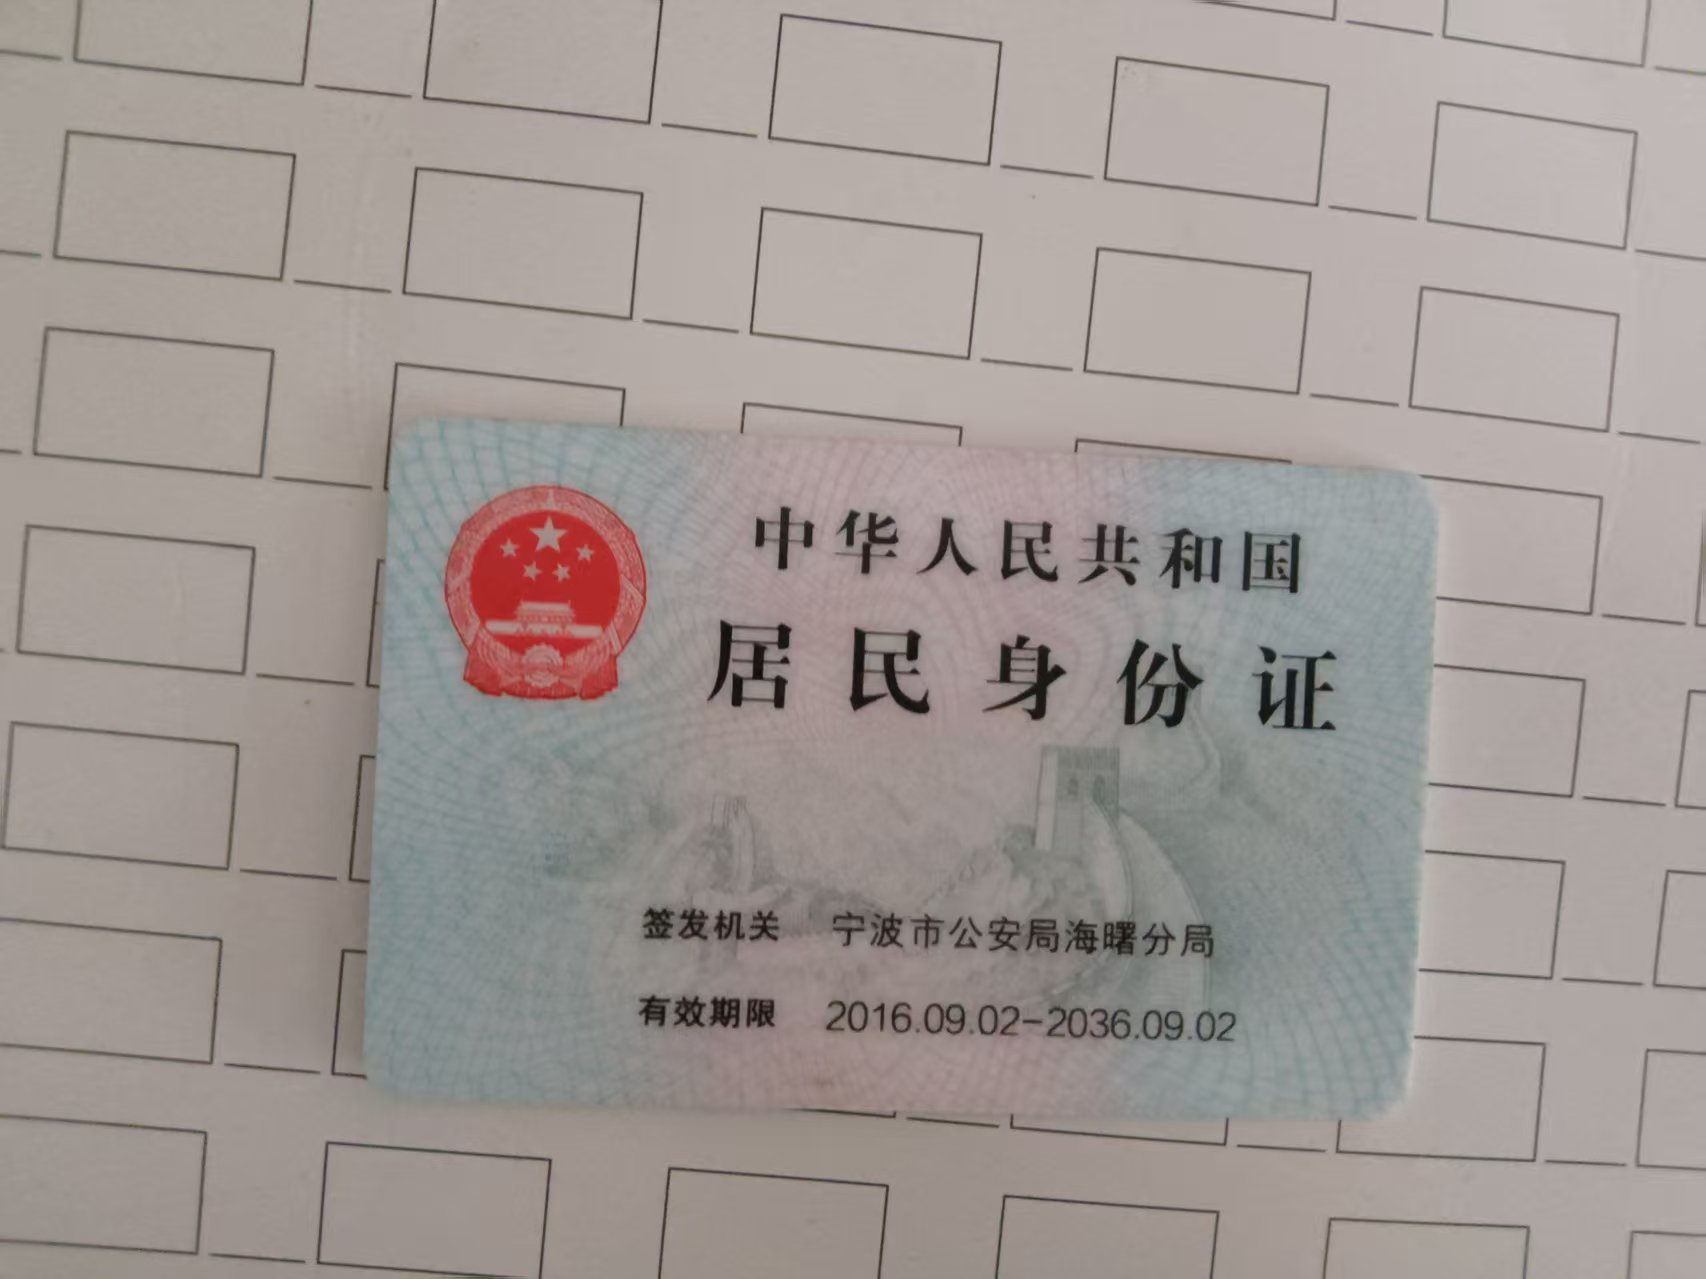 中华人民共和国
居民身份证
签发机关 宁波市公安局海曙分局
有效期限 2016.09.02-2036.09.02